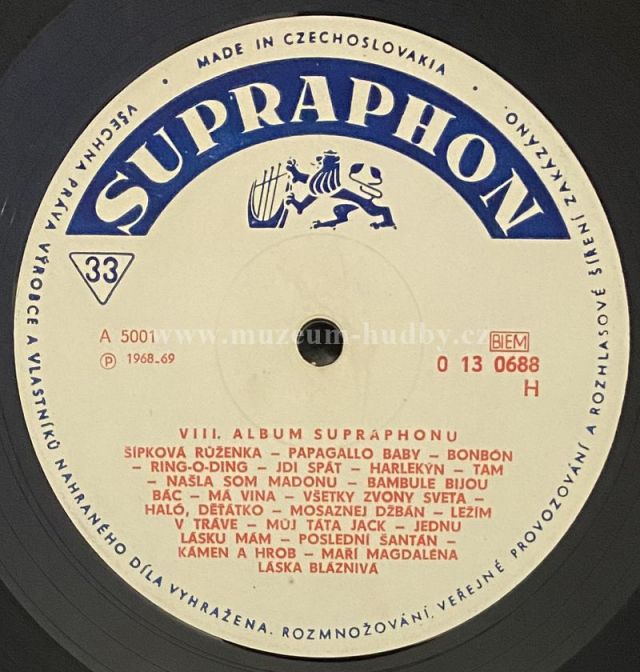 MADE IN CZECHOSLOVAKIA
SUPRAPHON
33
A 5001
Ⓟ 1968-69
www.muzeum-hudby.cz
BIEM
0 13 0688
H
VIII. ALBUM SUPRAPHONU
ŠÍPKOVÁ RŮŽENKA – PAPAGALLO BABY – BONBÓN
– RING-O-DING – JDI SPÁT – HARLEKÝN – TAM
– NAŠLA SOM MADONU – BAMBULE BIJOU
BÁC – MÁ VINA – VŠETKY ZVONY SVETA –
HALÓ, DĚŤÁTKO – MOSAZNEJ DŽBÁN – LEŽÍM
V TRÁVE – MŮJ TÁTA JACK – JEDNU
LÁSKU MÁM – POSLEDNÍ ŠANTÁN –
KÁMEN A HROB – MAŘÍ MAGDALÉNA
LÁSKA BLÁZNIVÁ
VŠECHNA PRÁVA VÝROBCE A VLASTNÍKŮ NAHRANÉHO DÍLA VYHRAŽENA. ROZMNOŽOVÁNÍ, VEŘEJNÉ PROVOZOVÁNÍ A ROZHLASOVÉ ŠÍŘENÍ ZAKÁZÁNO.